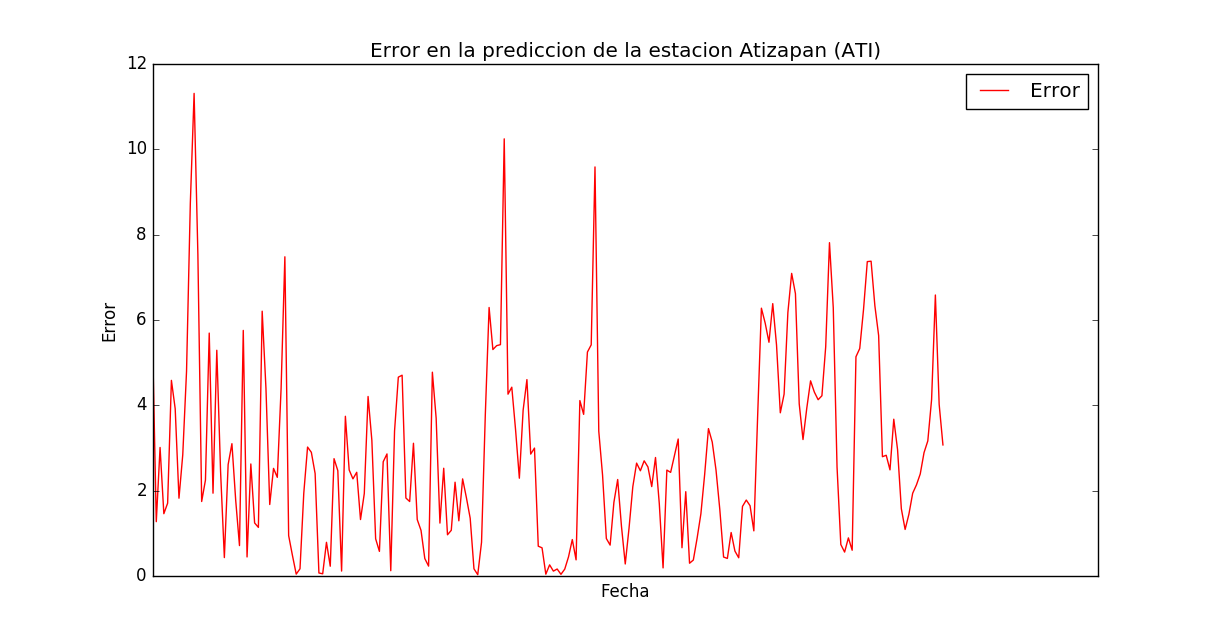 Error en la prediccion de la estacion Atizapan (ATI)
Error
12
10
8
6
4
2
0
Error
Fecha